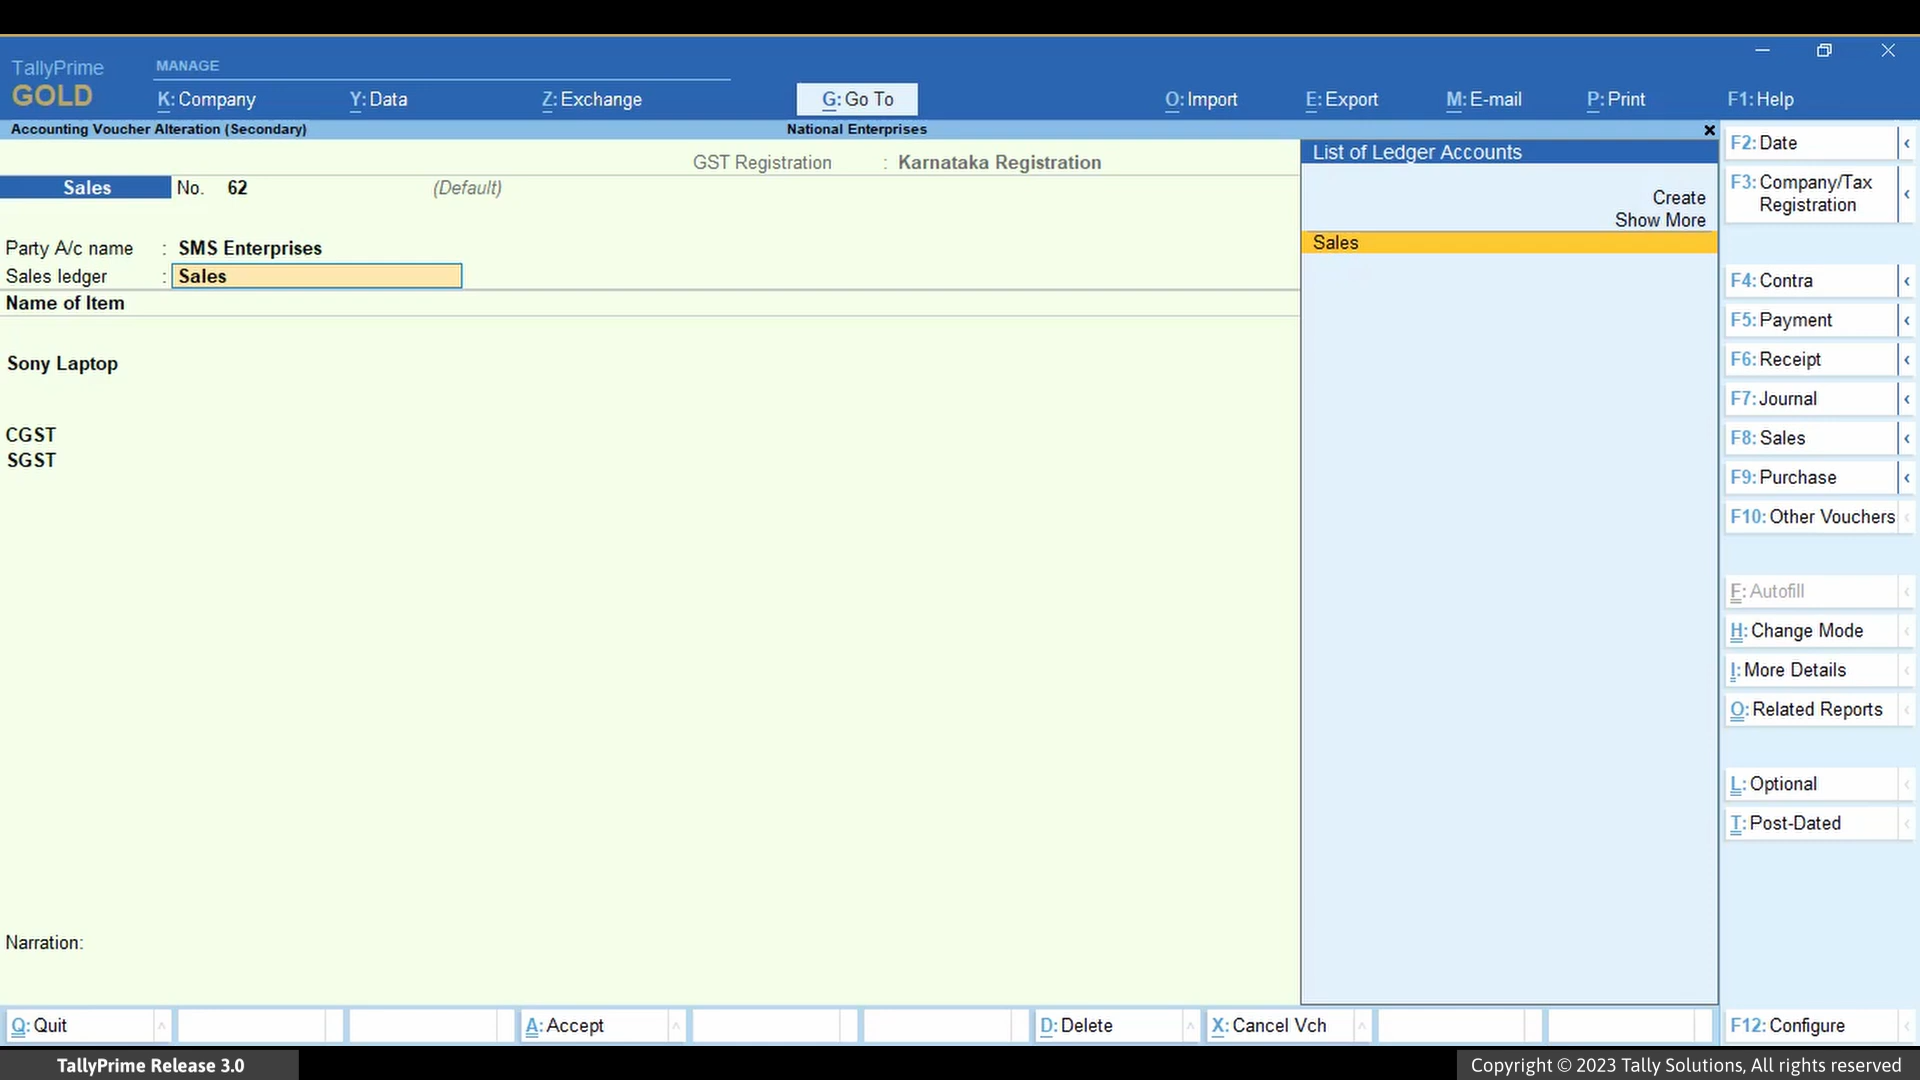 TallyPrime
GOLD
MANAGE
K: Company
Y: Data
Z: Exchange
G: Go To
O: Import
E: Export
M: E-mail
P: Print
F1: Help
Accounting Voucher Alteration (Secondary)
National Enterprises
GST Registration : Karnataka Registration
Sales No. 62 (Default)
Party A/c name : SMS Enterprises
Sales ledger : Sales
Name of Item
Sony Laptop
CGST
SGST
Narration:
List of Ledger Accounts
Create
Show More
Sales
F2: Date
F3: Company/Tax
Registration
F4: Contra
F5: Payment
F6: Receipt
F7: Journal
F8: Sales
F9: Purchase
F10: Other Vouchers
F: Autofill
H: Change Mode
I: More Details
O: Related Reports
L: Optional
T: Post-Dated
Q: Quit
A: Accept
D: Delete
X: Cancel Vch
F12: Configure
TallyPrime Release 3.0
Copyright © 2023 Tally Solutions, All rights reserved